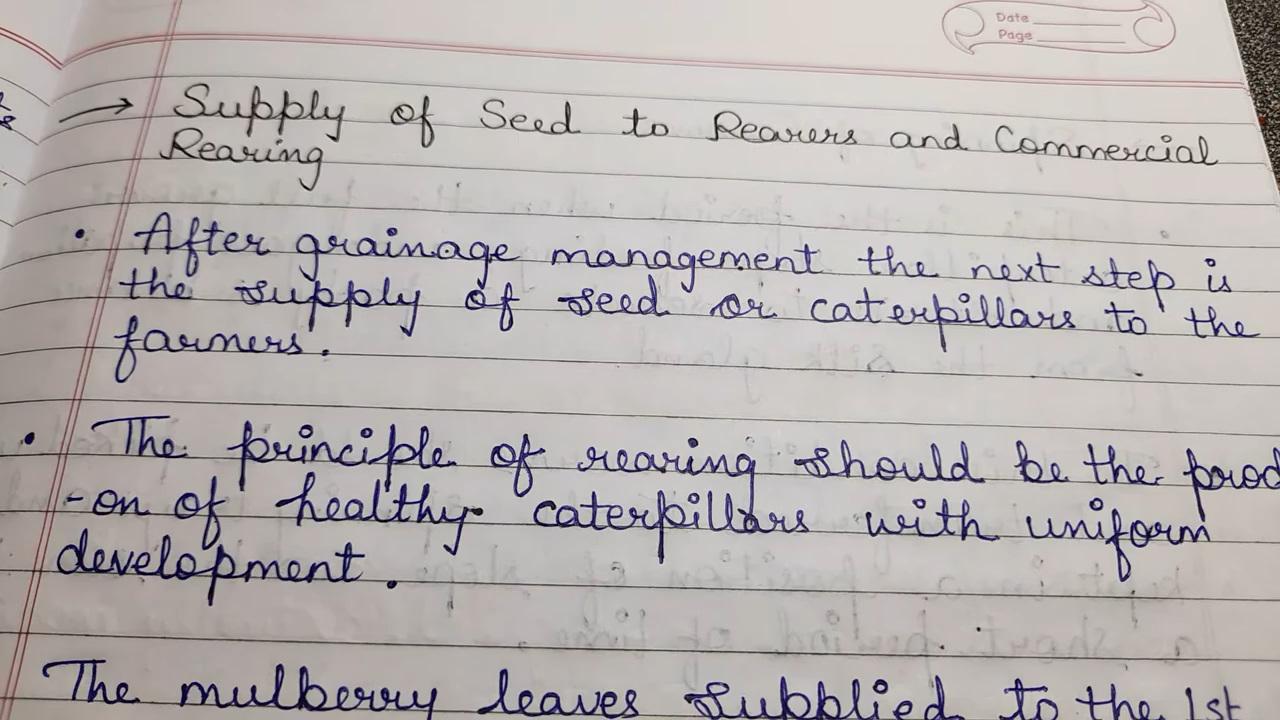 Date
Page
→ Supply of Seed to Rearers and Commercial
Rearing
• After grainage management the next step is
the supply of seed or caterpillars to the
farmers.
• The principle of rearing should be the prod
-on of healthy caterpillars with uniform
development.
The mulberry leaves supplied to the 1st